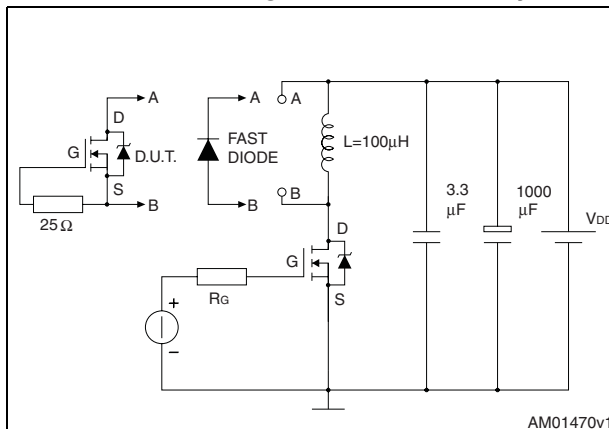 A
D
G
D.U.T.
S
B
25 Ω
A
FAST
DIODE
B
A
L=100µH
B
D
G
S
RG
+
–
3.3
µF
1000
µF
VDD
AM01470v1